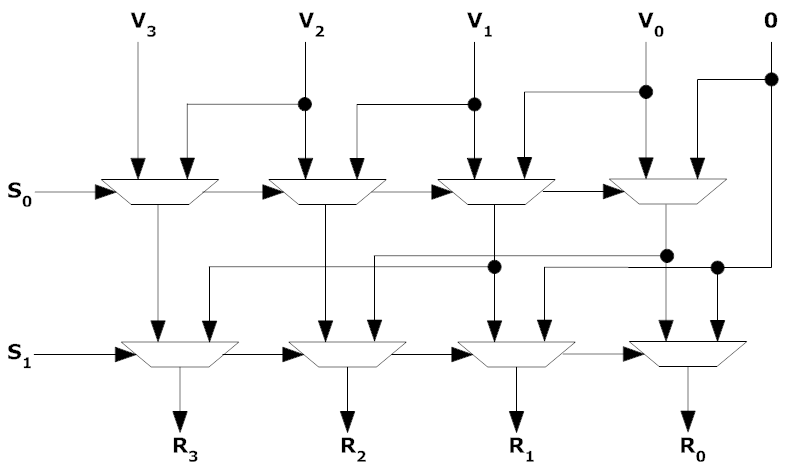 V₃ V₂ V₁ V₀ 0
S₀
S₁
R₃ R₂ R₁ R₀